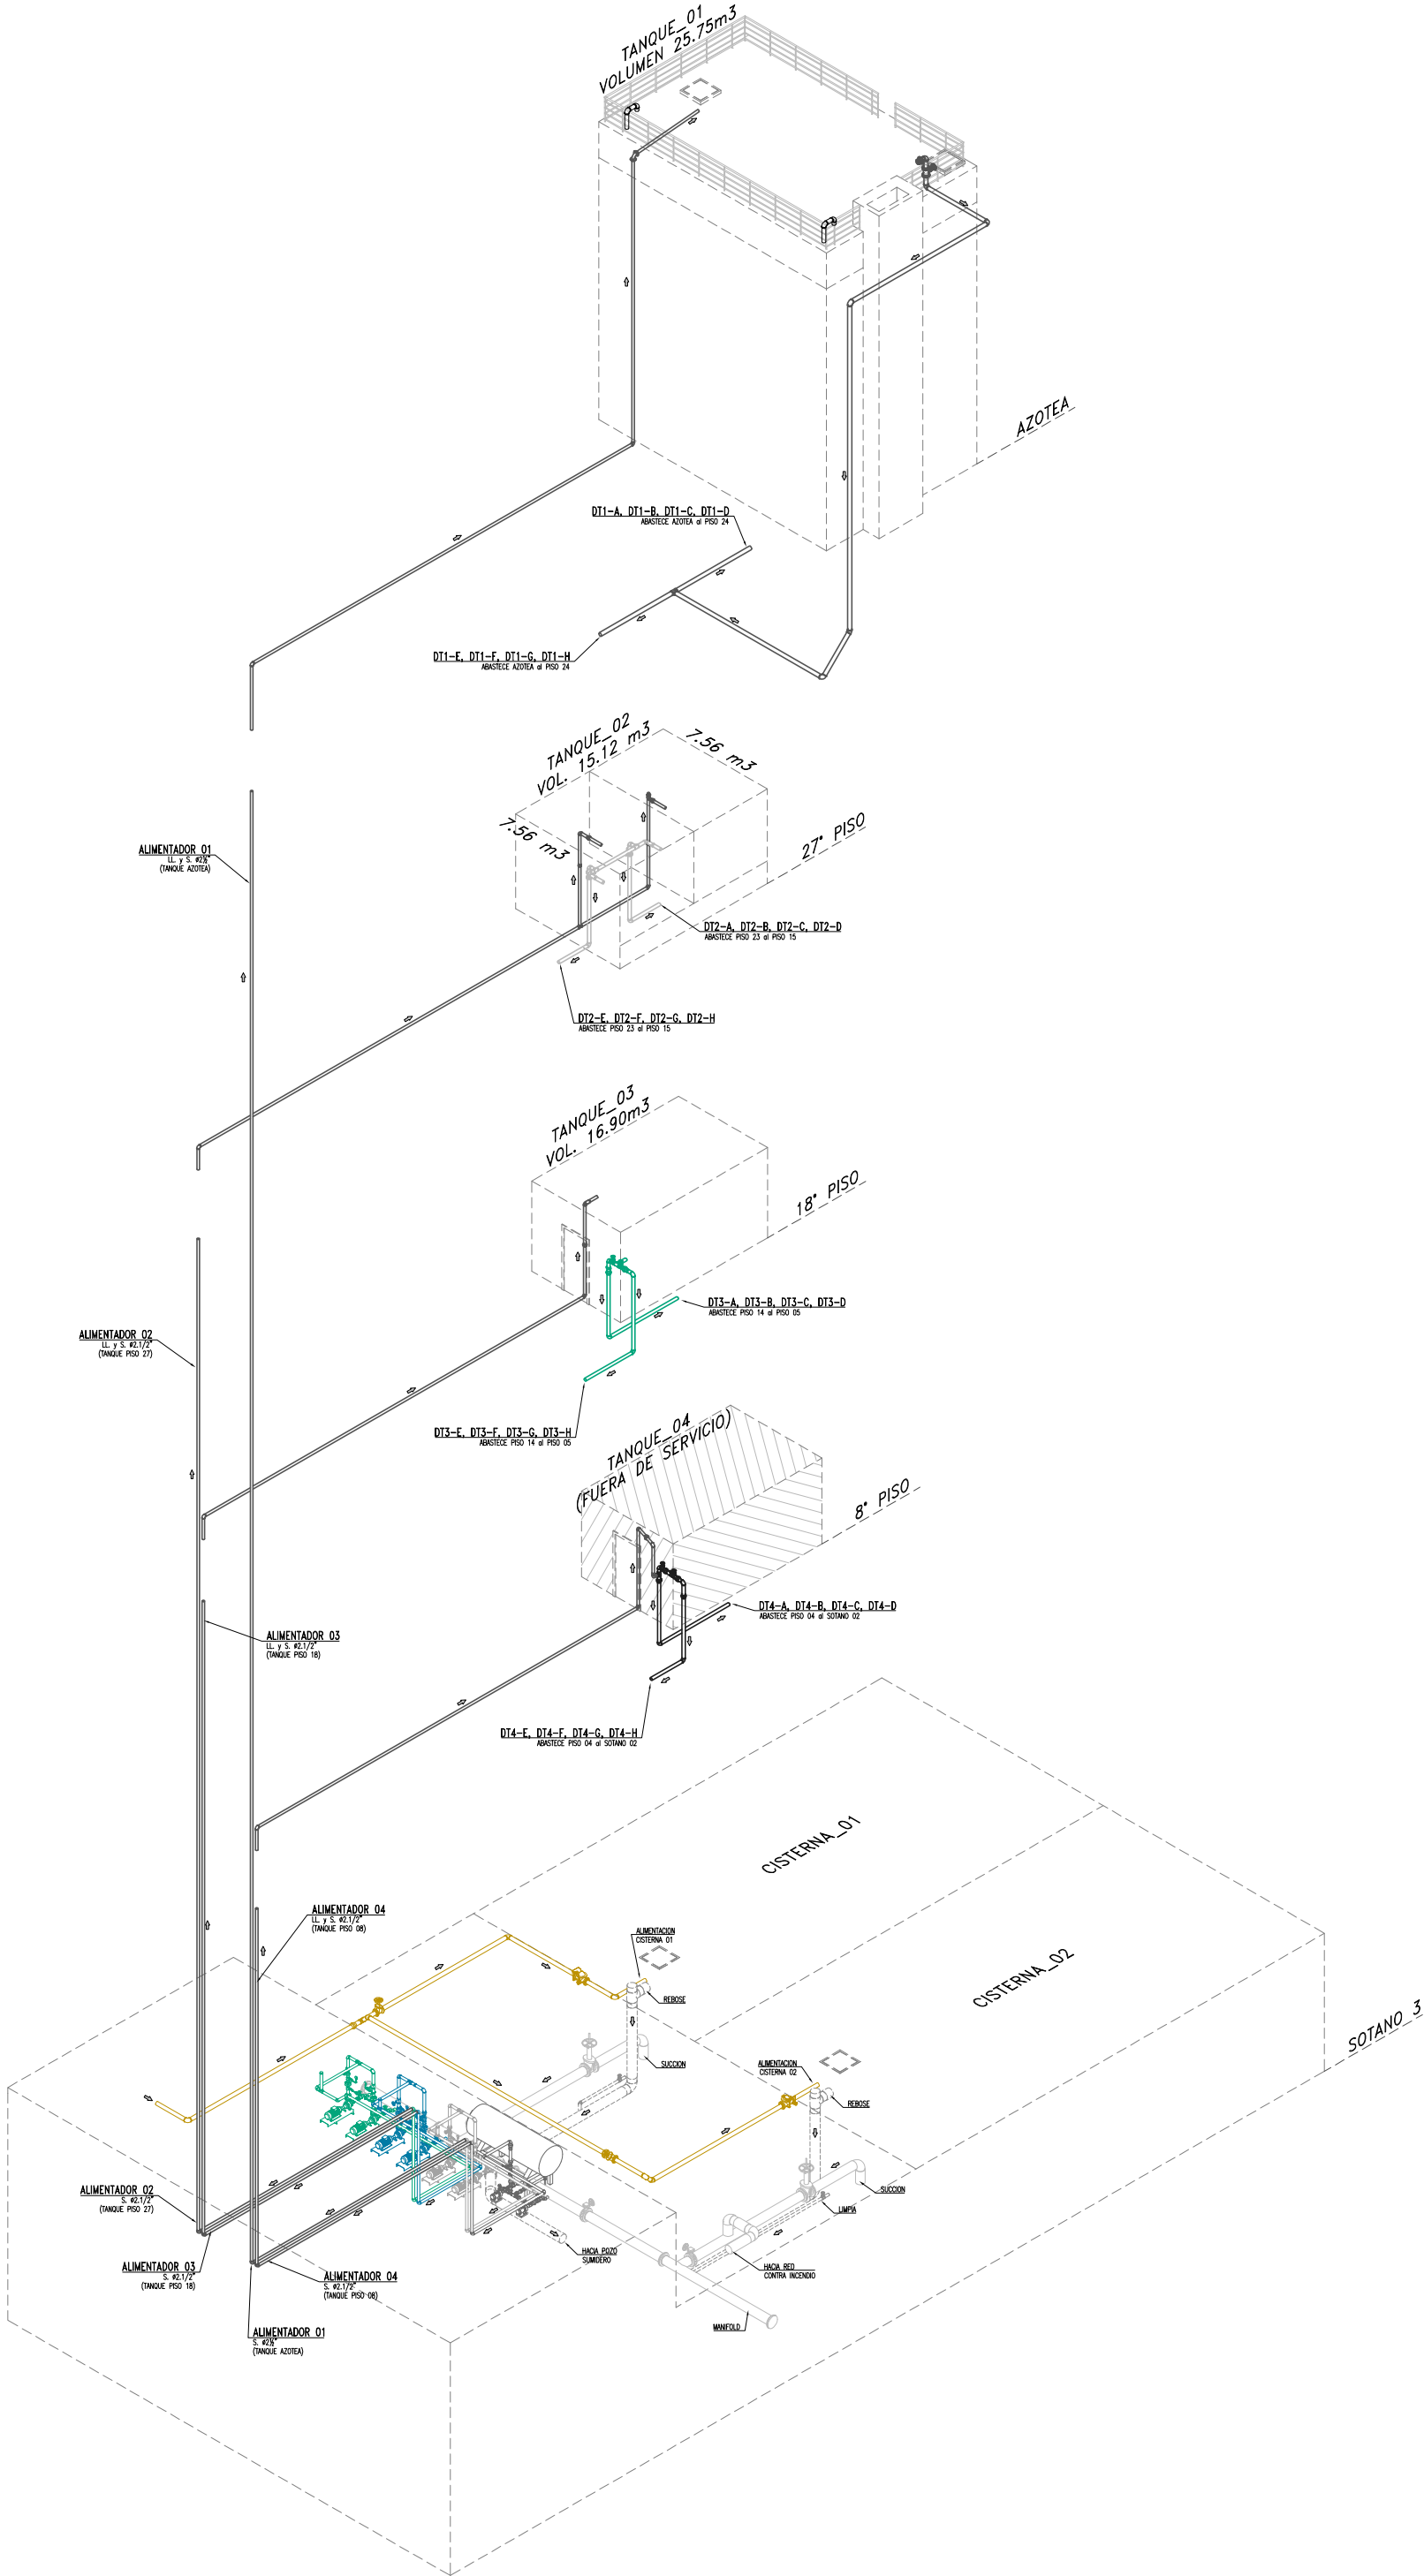 TANQUE_01
VOLUMEN 25.75m3
AZOTEA
DT1-A, DT1-B, DT1-C, DT1-D
ABASTECE AZOTEA al PISO 24
DT1-E, DT1-F, DT1-G, DT1-H
ABASTECE AZOTEA al PISO 24
TANQUE_02
VOL. 15.12 m3
7.56 m3
7.56 m3
27° PISO
ALIMENTADOR 01
LL. y S. ø2½"
(TANQUE AZOTEA)
DT2-A, DT2-B, DT2-C, DT2-D
ABASTECE PISO 23 al PISO 15
DT2-E, DT2-F, DT2-G, DT2-H
ABASTECE PISO 23 al PISO 15
TANQUE_03
VOL. 16.90m3
18° PISO
DT3-A, DT3-B, DT3-C, DT3-D
ABASTECE PISO 14 al PISO 05
ALIMENTADOR 02
LL. y S. ø2.1/2"
(TANQUE PISO 27)
DT3-E, DT3-F, DT3-G, DT3-H
ABASTECE PISO 14 al PISO 05
TANQUE_04
(FUERA DE SERVICIO)
8° PISO
DT4-A, DT4-B, DT4-C, DT4-D
ABASTECE PISO 04 al SOTANO 02
ALIMENTADOR 03
LL. y S. ø2.1/2"
(TANQUE PISO 18)
DT4-E, DT4-F, DT4-G, DT4-H
ABASTECE PISO 04 al SOTANO 02
CISTERNA_01
ALIMENTADOR 04
LL. y S. ø2.1/2"
(TANQUE PISO 08)
ALIMENTACION
CISTERNA 01
CISTERNA_02
REBOSE
SOTANO 3
SUCCION
ALIMENTACION
CISTERNA 02
REBOSE
ALIMENTADOR 02
S. ø2.1/2"
(TANQUE PISO 27)
SUCCION
LIMPIA
HACIA POZO
SUMIDERO
HACIA RED
CONTRA INCENDIO
ALIMENTADOR 03
S. ø2.1/2"
(TANQUE PISO 18)
ALIMENTADOR 04
S. ø2.1/2"
(TANQUE PISO 08)
MANIFOLD
ALIMENTADOR 01
S. ø2½"
(TANQUE AZOTEA)